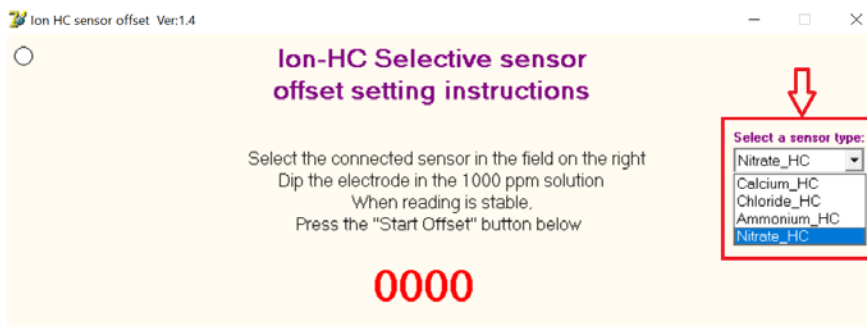 Ion HC sensor offset Ver:1.4
Ion-HC Selective sensor
offset setting instructions
Select a sensor type:
Nitrate_HC
Calcium_HC
Chloride_HC
Ammonium_HC
Nitrate_HC
Select the connected sensor in the field on the right
Dip the electrode in the 1000 ppm solution
When reading is stable,
Press the "Start Offset" button below
0000